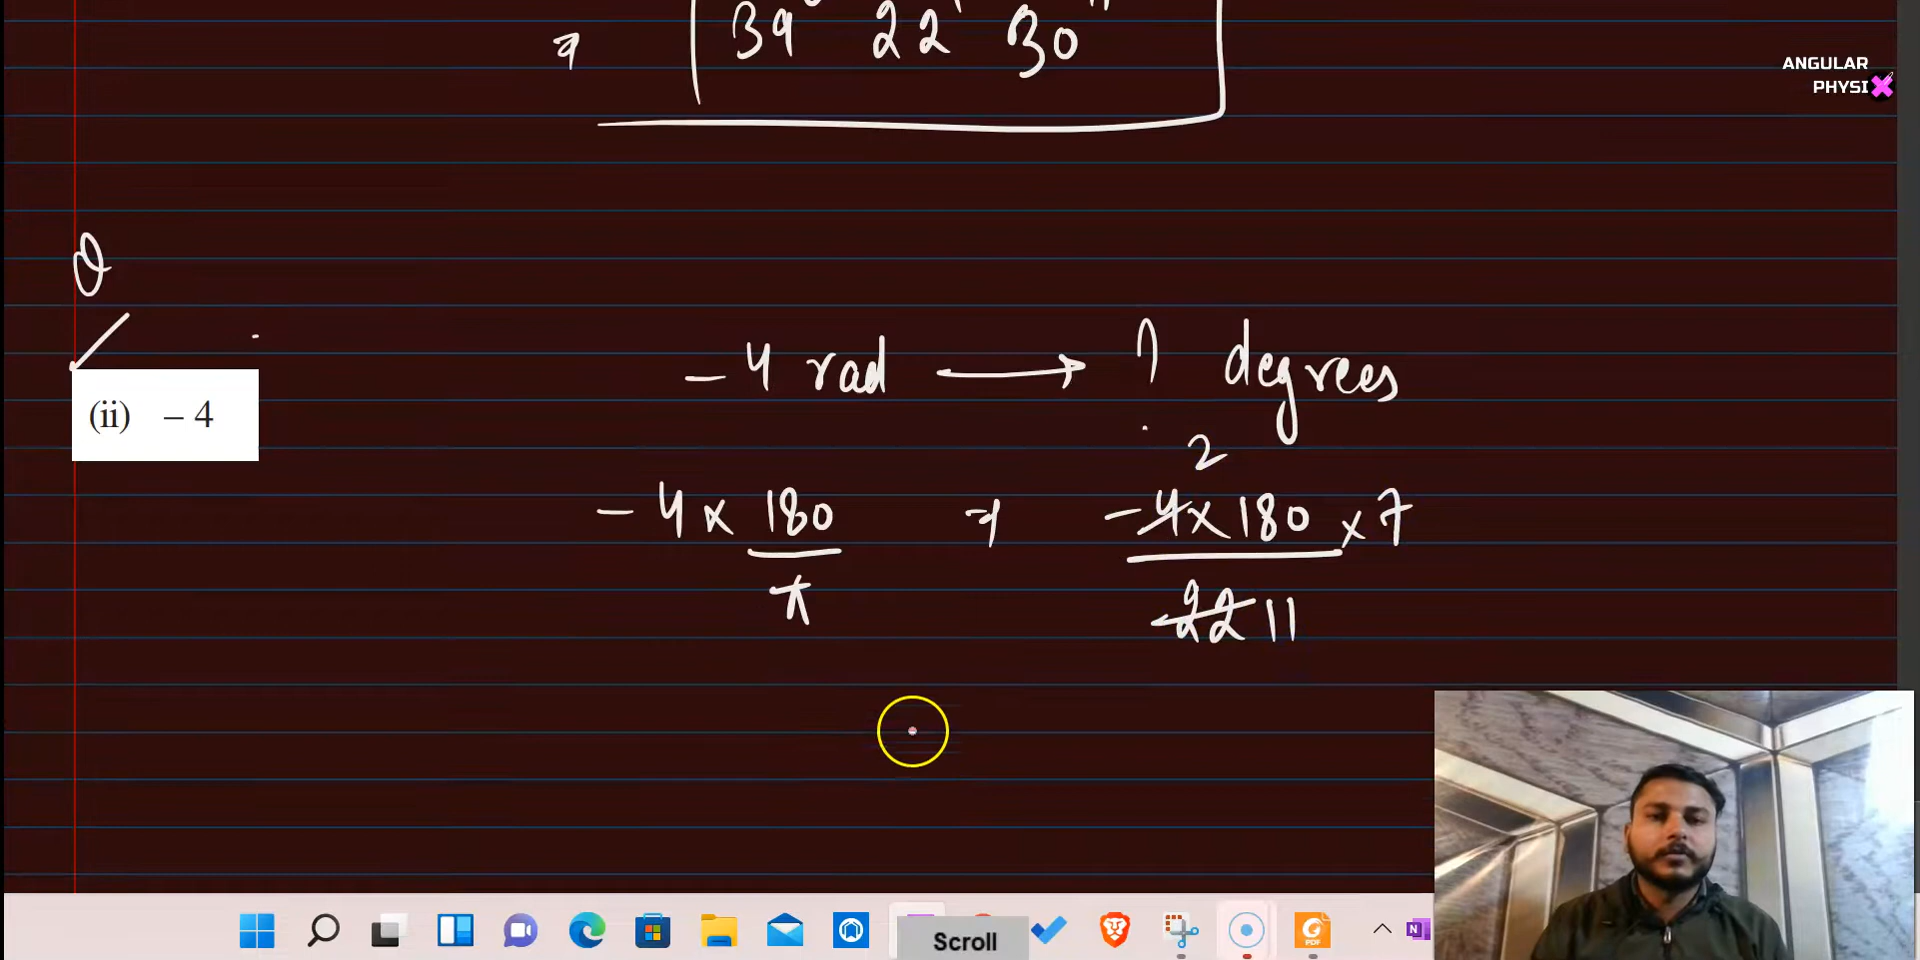 ⇒ 39° 22' 30"
ANGULAR
PHYSI
Q
(ii) – 4
– 4 rad → ? degrees
2
– 4 x 180 ⇒ – 4 x 180 x 7
π 22 11
Scroll